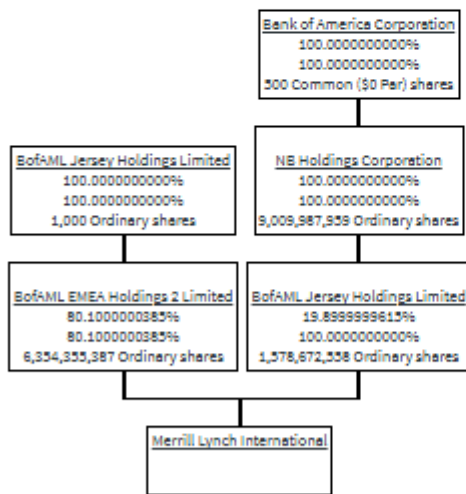 Bank of America Corporation
100.0000000000%
100.0000000000%
500 Common ($0 Par) shares
BofAML Jersey Holdings Limited
100.0000000000%
100.0000000000%
1,000 Ordinary shares
NB Holdings Corporation
100.0000000000%
100.0000000000%
9,009,987,959 Ordinary shares
BofAML EMEA Holdings 2 Limited
80.1000000385%
80.1000000385%
6,354,355,387 Ordinary shares
BofAML Jersey Holdings Limited
19.8999999615%
100.0000000000%
1,578,672,558 Ordinary shares
Merrill Lynch International